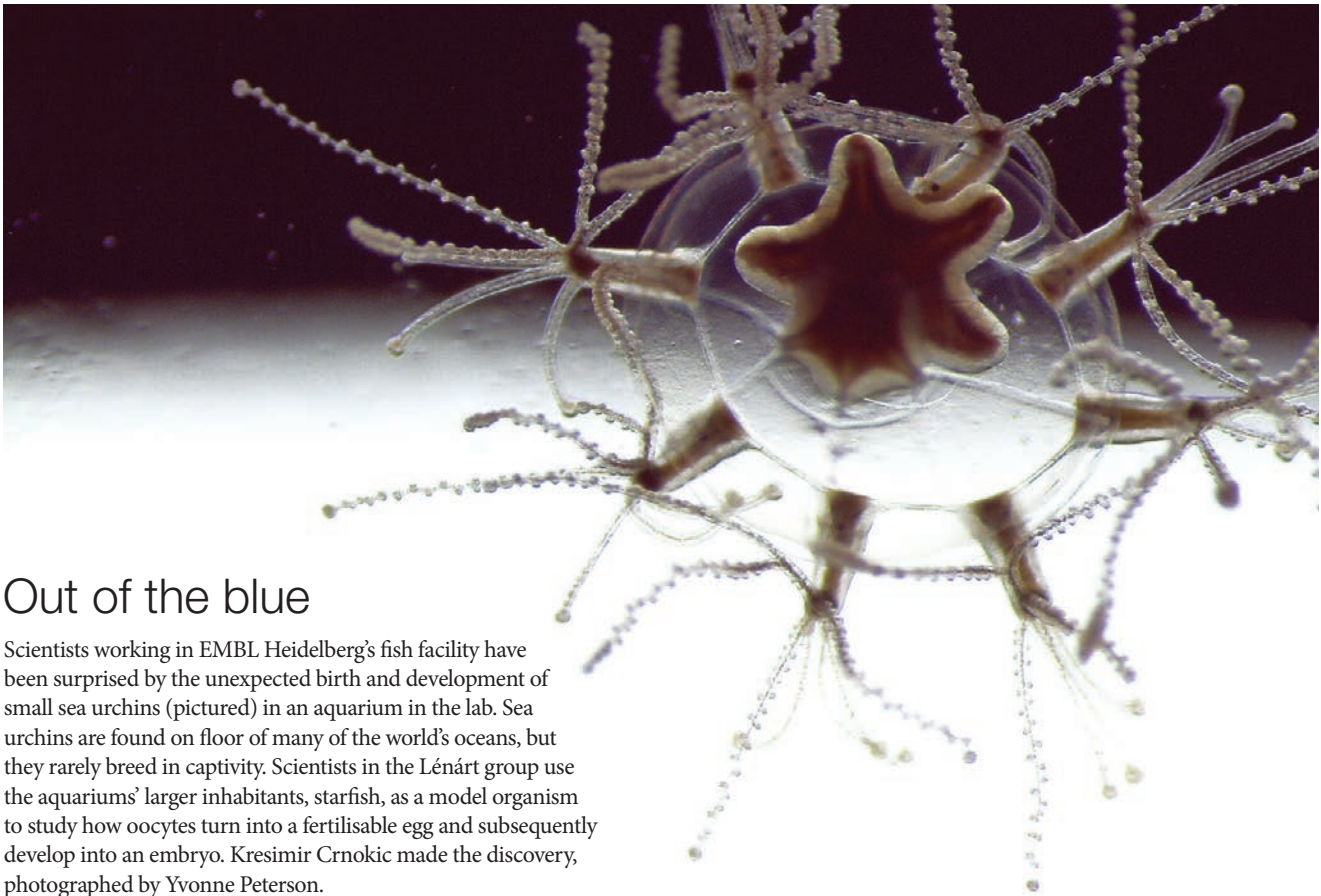 Out of the blue
Scientists working in EMBL Heidelberg's fish facility have
been surprised by the unexpected birth and development of
small sea urchins (pictured) in an aquarium in the lab. Sea
urchins are found on floor of many of the world's oceans, but
they rarely breed in captivity. Scientists in the Lénárt group use
the aquariums' larger inhabitants, starfish, as a model organism
to study how oocytes turn into a fertilisable egg and subsequently
develop into an embryo. Kresimir Crnokic made the discovery,
photographed by Yvonne Peterson.